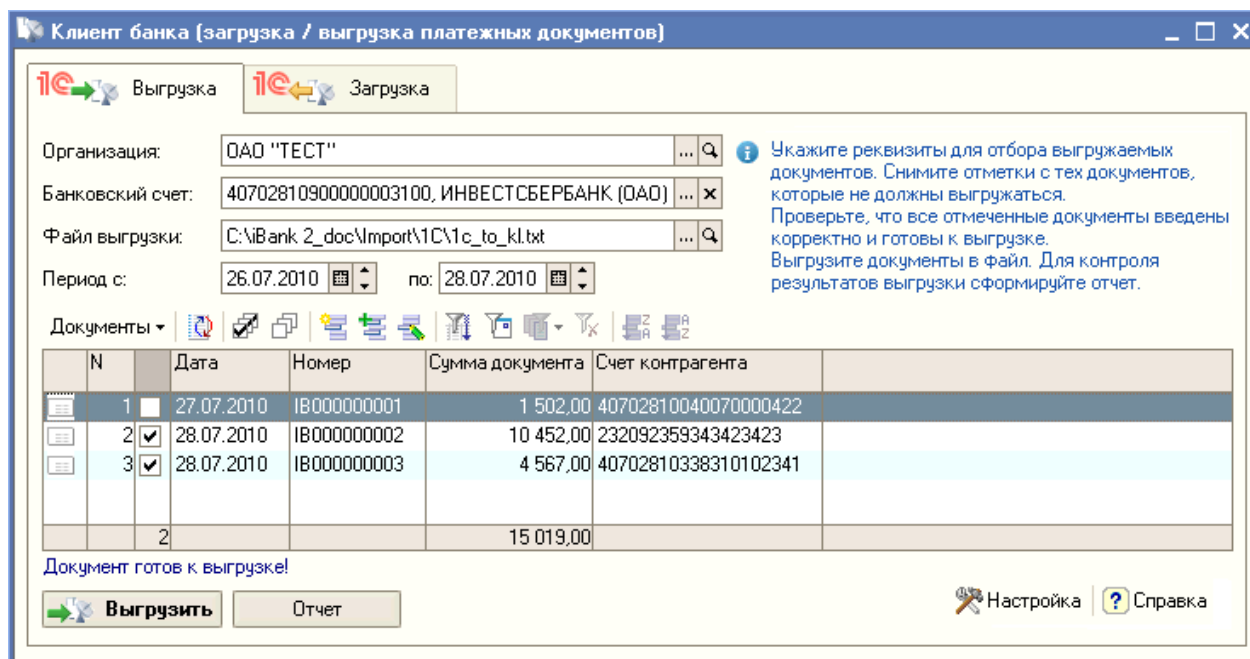 Клиент банка (загрузка / выгрузка платежных документов)
1С Выгрузка 1С Загрузка
Организация: ОАО "ТЕСТ" ...
Банковский счет: 40702810900000003100, ИНВЕСТСБЕРБАНК (ОАО) ...
Файл выгрузки: C:\iBank 2_doc\Import\1C\1c_to_kl.txt ...
Период с: 26.07.2010 по: 28.07.2010
Укажите реквизиты для отбора выгружаемых
документов. Снимите отметки с тех документов,
которые не должны выгружаться.
Проверьте, что все отмеченные документы введены
корректно и готовы к выгрузке.
Выгрузите документы в файл. Для контроля
результатов выгрузки сформируйте отчет.
Документы
N Дата Номер Сумма документа Счет контрагента
1 27.07.2010 IB000000001 1 502,00 40702810040070000422
2 28.07.2010 IB000000002 10 452,00 232092359343423423
3 28.07.2010 IB000000003 4 567,00 40702810338310102341
2 15 019,00
Документ готов к выгрузке!
Выгрузить Отчет Настройка ? Справка